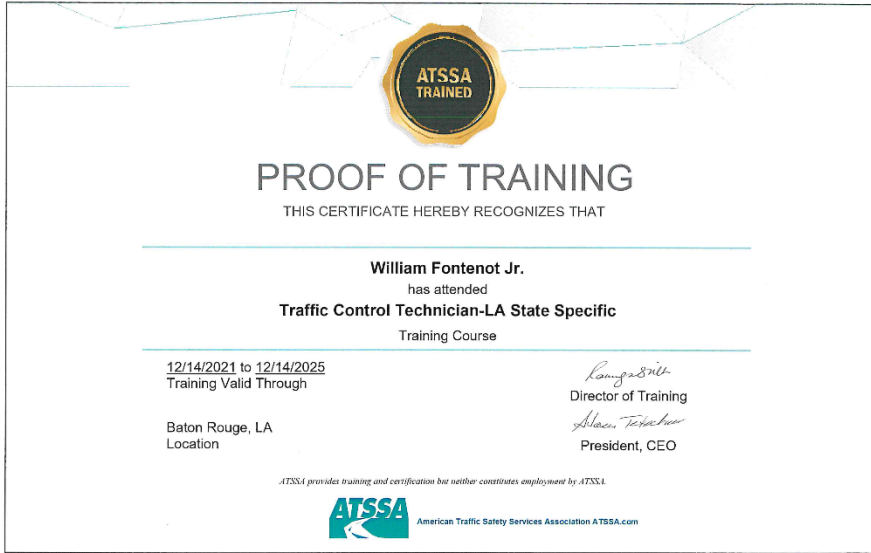 ATSSA
TRAINED
PROOF OF TRAINING
THIS CERTIFICATE HEREBY RECOGNIZES THAT
William Fontenot Jr.
has attended
Traffic Control Technician-LA State Specific
Training Course
12/14/2021 to 12/14/2025
Training Valid Through
Director of Training
Baton Rouge, LA
Location
President, CEO
ATSSA provides training and certification but neither constitutes employment by ATSSA.
ATSSA
American Traffic Safety Services Association ATSSA.com